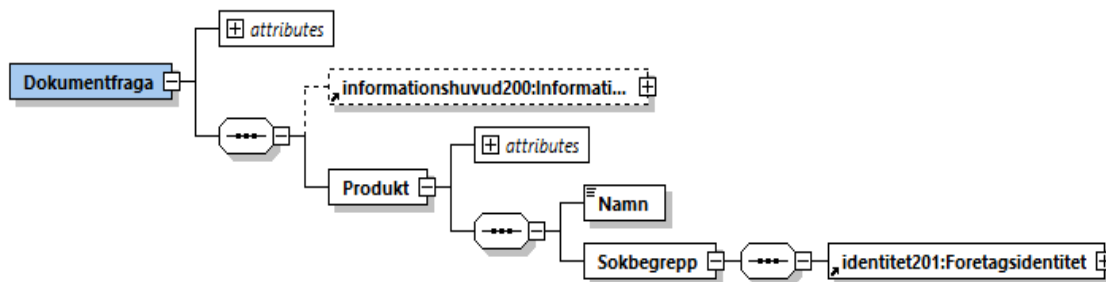 attributes
Dokumentfraga
informationshuvud200:Informati...
attributes
Produkt
Namn
Sokbegrepp
identitet201:Foretagsidentitet